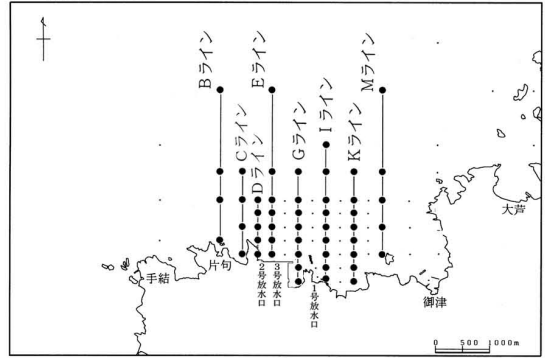 Bライン
Cライン
Dライン
Eライン
Gライン
Iライン
Kライン
Mライン
大芦
片句
手結
御津
2号放水口
3号放水口
1号放水口
0 500 1000m